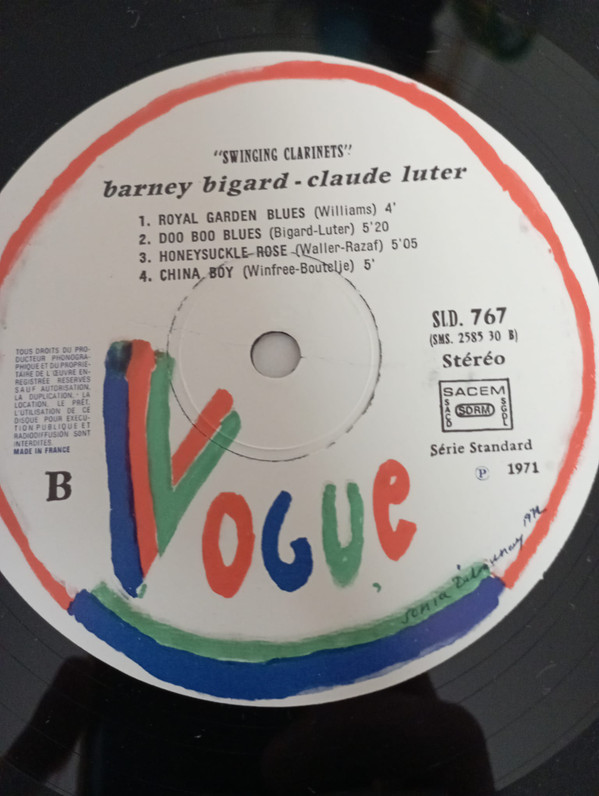 "SWINGING CLARINETS"
barney bigard - claude luter
1. ROYAL GARDEN BLUES (Williams) 4'
2. DOO BOO BLUES (Bigard-Luter) 5'20
3. HONEYSUCKLE ROSE (Waller-Razaf) 5'05
4. CHINA BOY (Winfree-Boutelje) 5'
SLD. 767
(SMS. 2585 30 B)
Stéréo
SACEM
SACD SDRM SGDL
Série Standard
℗ 1971
TOUS DROITS DU PRO-
DUCTEUR PHONOGRA-
PHIQUE ET DU PROPRIE-
TAIRE DE L'ŒUVRE EN-
REGISTREE RESERVES
SAUF AUTORISATION,
LA DUPLICATION, LA
LOCATION, LE PRÊT,
L'UTILISATION DE CE
DISQUE POUR EXECU-
TION PUBLIQUE ET
RADIODIFFUSION SONT
INTERDITES.
MADE IN FRANCE
B
VOGUE
Sonia Delaunay